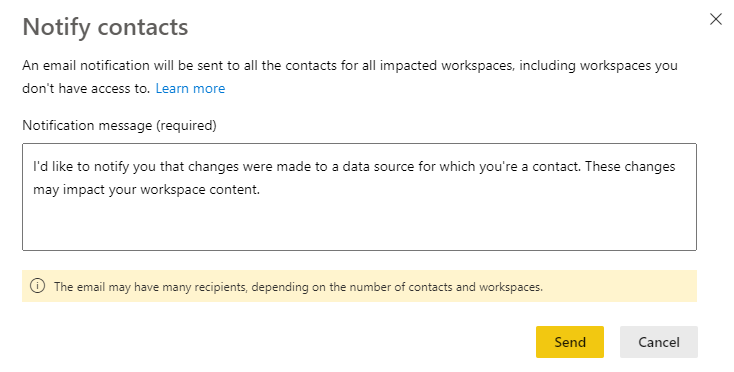 Notify contacts
An email notification will be sent to all the contacts for all impacted workspaces, including workspaces you
don't have access to. Learn more
Notification message (required)
I'd like to notify you that changes were made to a data source for which you're a contact. These changes
may impact your workspace content.
The email may have many recipients, depending on the number of contacts and workspaces.
Send Cancel